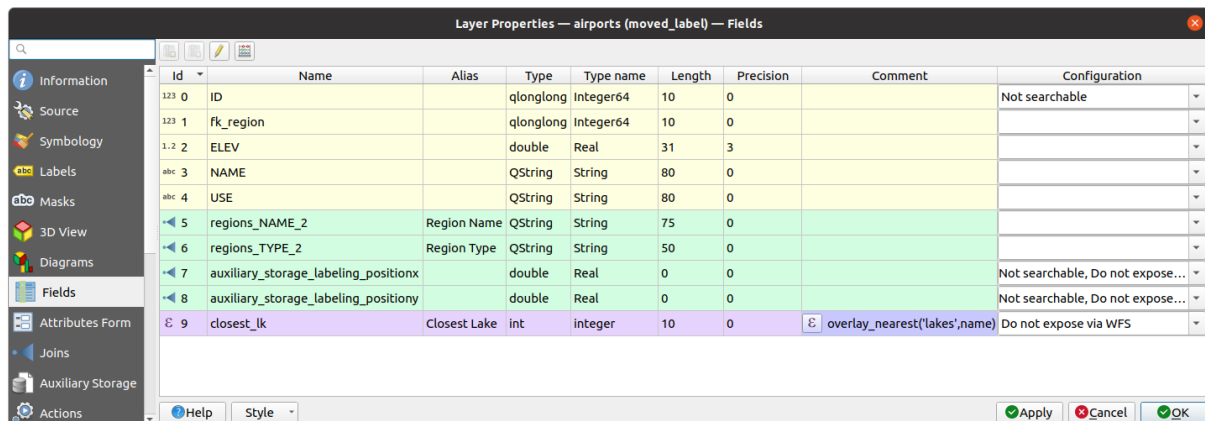 Layer Properties — airports (moved_label) — Fields
Information
Source
Symbology
abc Labels
abc Masks
3D View
Diagrams
Fields
Attributes Form
Joins
Auxiliary Storage
Actions
Id Name Alias Type Type name Length Precision Comment Configuration
123 0 ID qlonglong Integer64 10 0 Not searchable
123 1 fk_region qlonglong Integer64 10 0
1.2 2 ELEV double Real 31 3
abc 3 NAME QString String 80 0
abc 4 USE QString String 80 0
5 regions_NAME_2 Region Name QString String 75 0
6 regions_TYPE_2 Region Type QString String 50 0
7 auxiliary_storage_labeling_positionx double Real 0 0 Not searchable, Do not expose...
8 auxiliary_storage_labeling_positiony double Real 0 0 Not searchable, Do not expose...
ε 9 closest_lk Closest Lake int integer 10 0 ε overlay_nearest('lakes',name) Do not expose via WFS
Help Style Apply Cancel OK